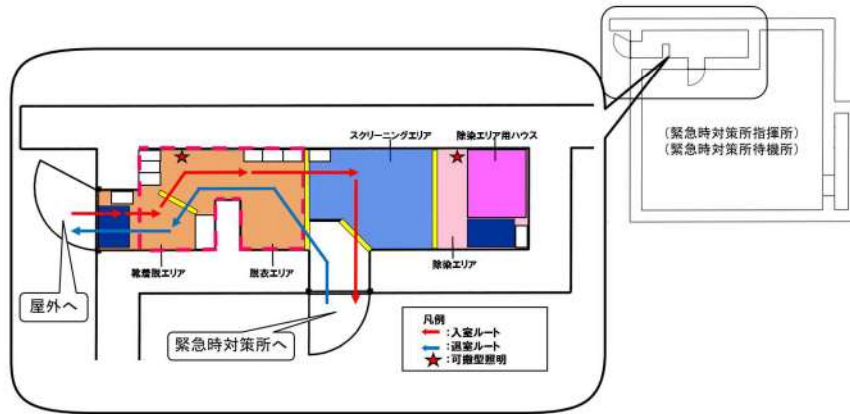 スクリーニングエリア
除染エリア用ハウス
(緊急時対策所指揮所)
(緊急時対策所待機所)
靴着脱エリア
脱衣エリア
除染エリア
屋外へ
緊急時対策所へ
凡例
:入室ルート
:退室ルート
:可搬型照明